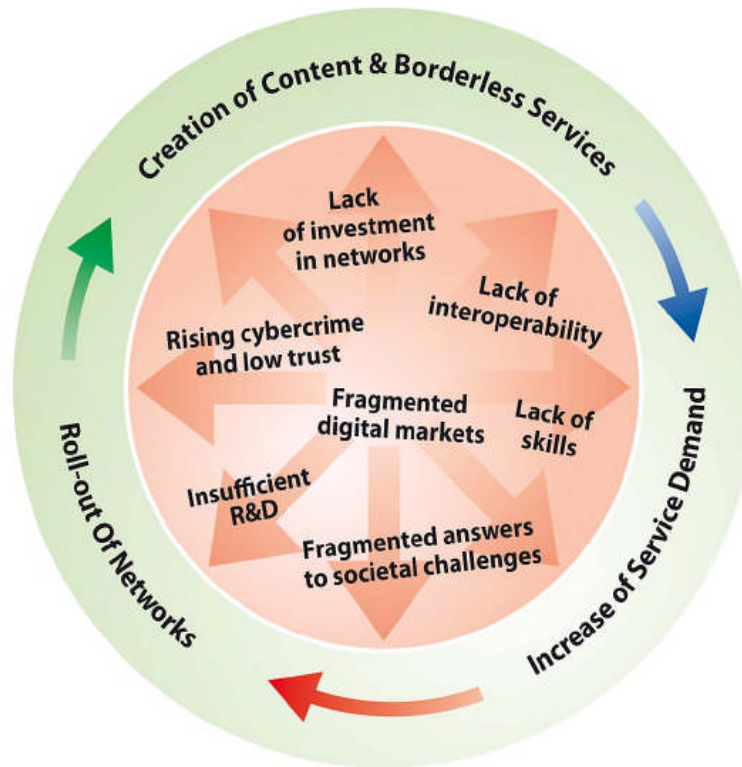 Creation of Content & Borderless Services
Lack
of investment
in networks
Lack of
interoperability
Rising cybercrime
and low trust
Fragmented
digital markets
Lack of
skills
Insufficient
R&D
Fragmented answers
to societal challenges
Increase of Service Demand
Roll-out Of Networks